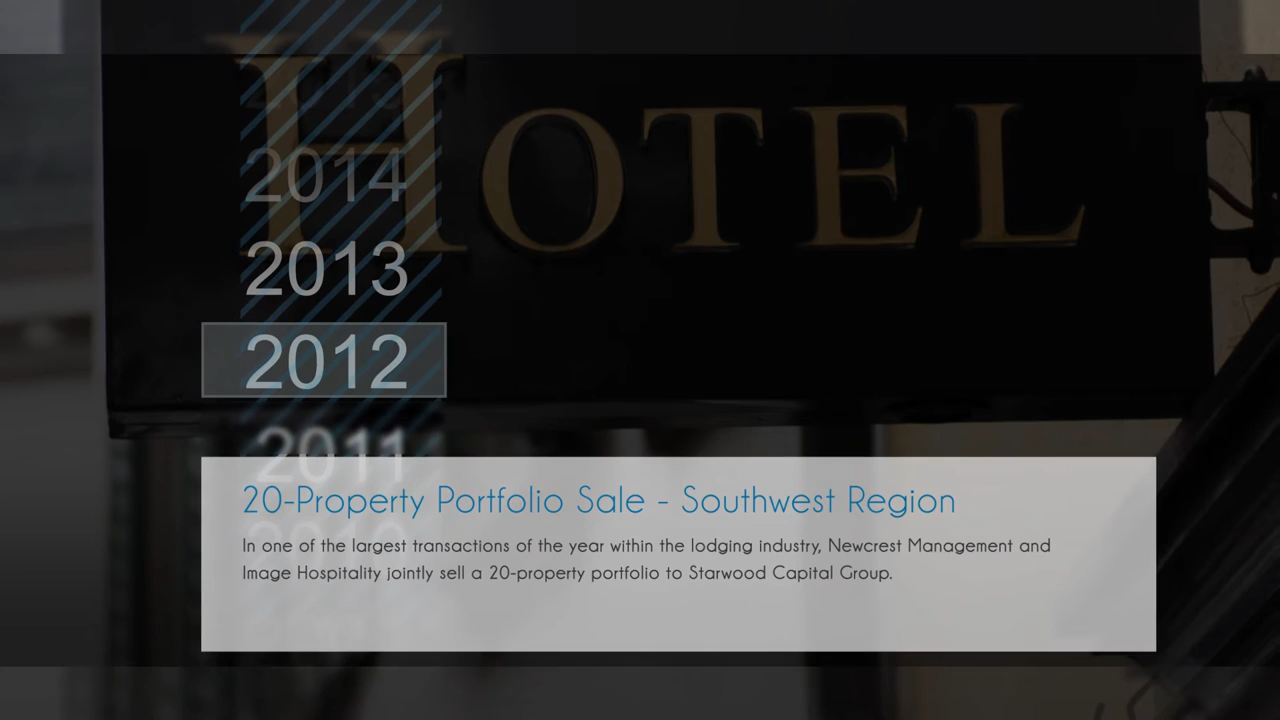 HOTEL
2014
2013
2012
2011
20-Property Portfolio Sale - Southwest Region
In one of the largest transactions of the year within the lodging industry, Newcrest Management and
Image Hospitality jointly sell a 20-property portfolio to Starwood Capital Group.